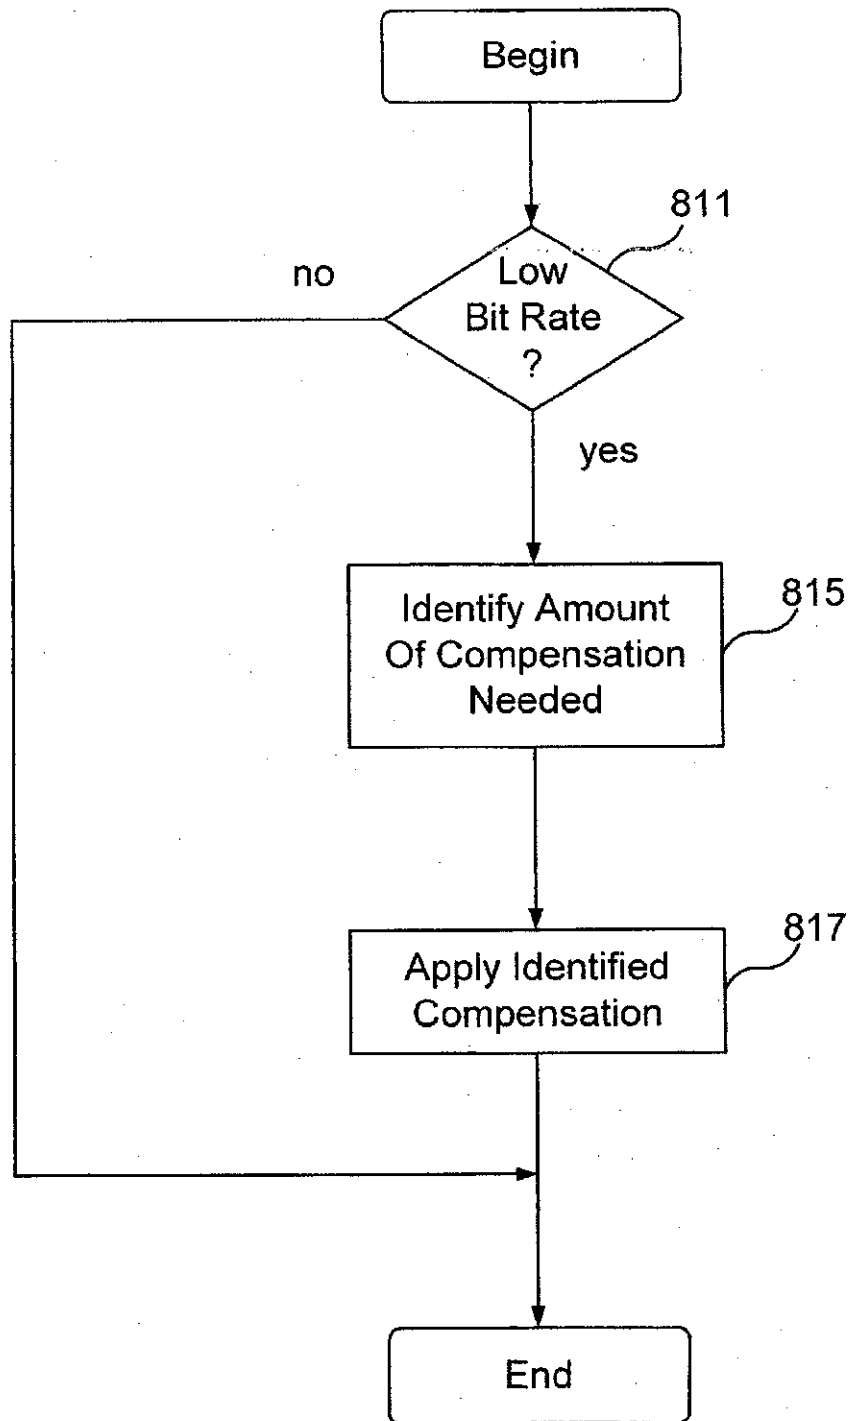 Begin
811
no
Low
Bit Rate
?
yes
Identify Amount
Of Compensation
Needed
815
Apply Identified
Compensation
817
End